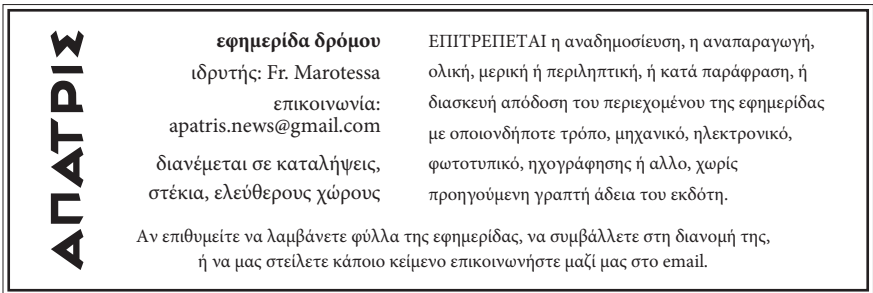 ΑΠΑΤΡΙΣ
εφημερίδα δρόμου
ιδρυτής: Fr. Marotessa
επικοινωνία:
apatris.news@gmail.com
διανέμεται σε καταλήψεις,
στέκια, ελεύθερους χώρους
ΕΠΙΤΡΕΠΕΤΑΙ η αναδημοσίευση, η αναπαραγωγή,
ολική, μερική ή περιληπτική, ή κατά παράφραση, ή
διασκευή απόδοση του περιεχομένου της εφημερίδας
με οποιονδήποτε τρόπο, μηχανικό, ηλεκτρονικό,
φωτοτυπικό, ηχογράφησης ή αλλο, χωρίς
προηγούμενη γραπτή άδεια του εκδότη.
Αν επιθυμείτε να λαμβάνετε φύλλα της εφημερίδας, να συμβάλλετε στη διανομή της,
ή να μας στείλετε κάποιο κείμενο επικοινωνήστε μαζί μας στο email.